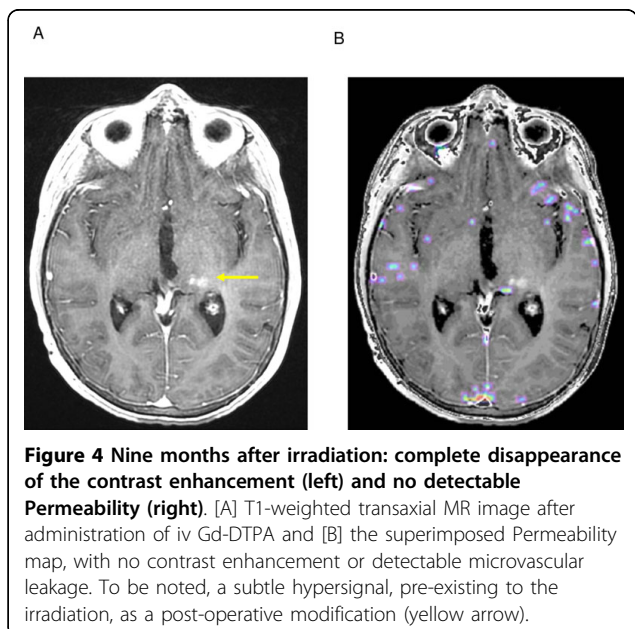 A
B
Figure 4 Nine months after irradiation: complete disappearance
of the contrast enhancement (left) and no detectable
Permeability (right). [A] T1-weighted transaxial MR image after
administration of iv Gd-DTPA and [B] the superimposed Permeability
map, with no contrast enhancement or detectable microvascular
leakage. To be noted, a subtle hypersignal, pre-existing to the
irradiation, as a post-operative modification (yellow arrow).